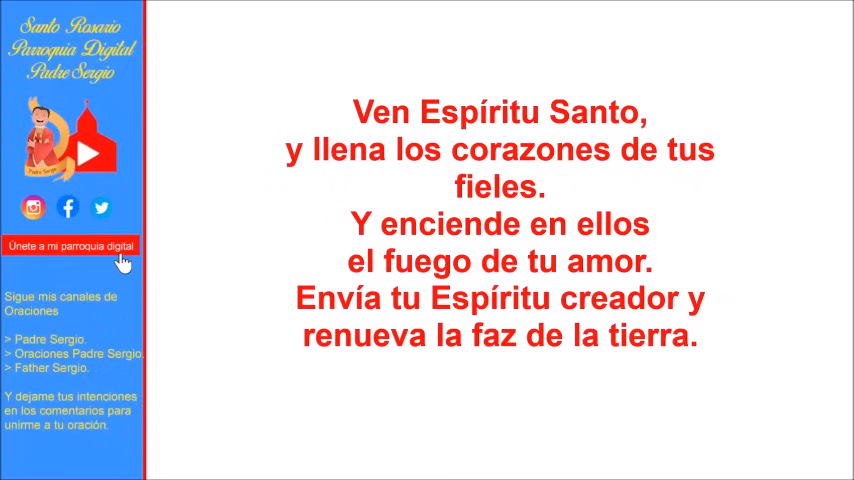 Santo Rosario
Parroquia Digital
Padre Sergio
Padre Sergio
Únete a mi parroquia digital
Sigue mis canales de
Oraciones
> Padre Sergio.
> Oraciones Padre Sergio.
> Father Sergio.
Y dejame tus intenciones
en los comentarios para
unirme a tu oración.
Ven Espíritu Santo,
y llena los corazones de tus
fieles.
Y enciende en ellos
el fuego de tu amor.
Envía tu Espíritu creador y
renueva la faz de la tierra.